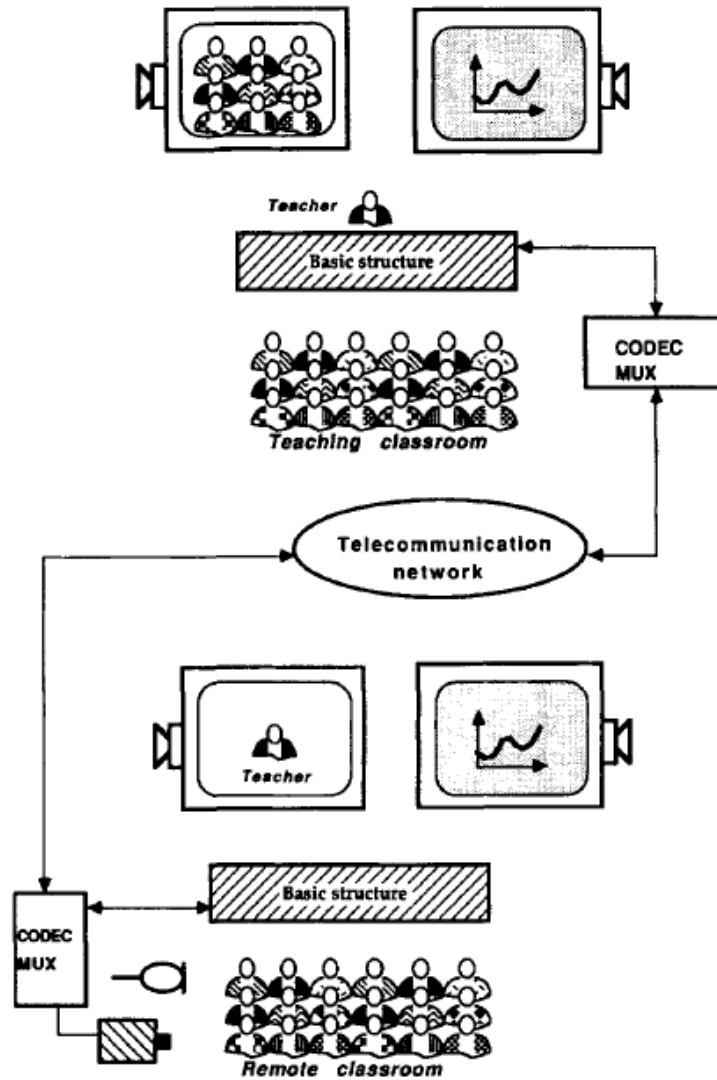 Teacher
Basic structure
CODEC
MUX
Teaching classroom
Telecommunication
network
Teacher
Basic structure
CODEC
MUX
Remote classroom